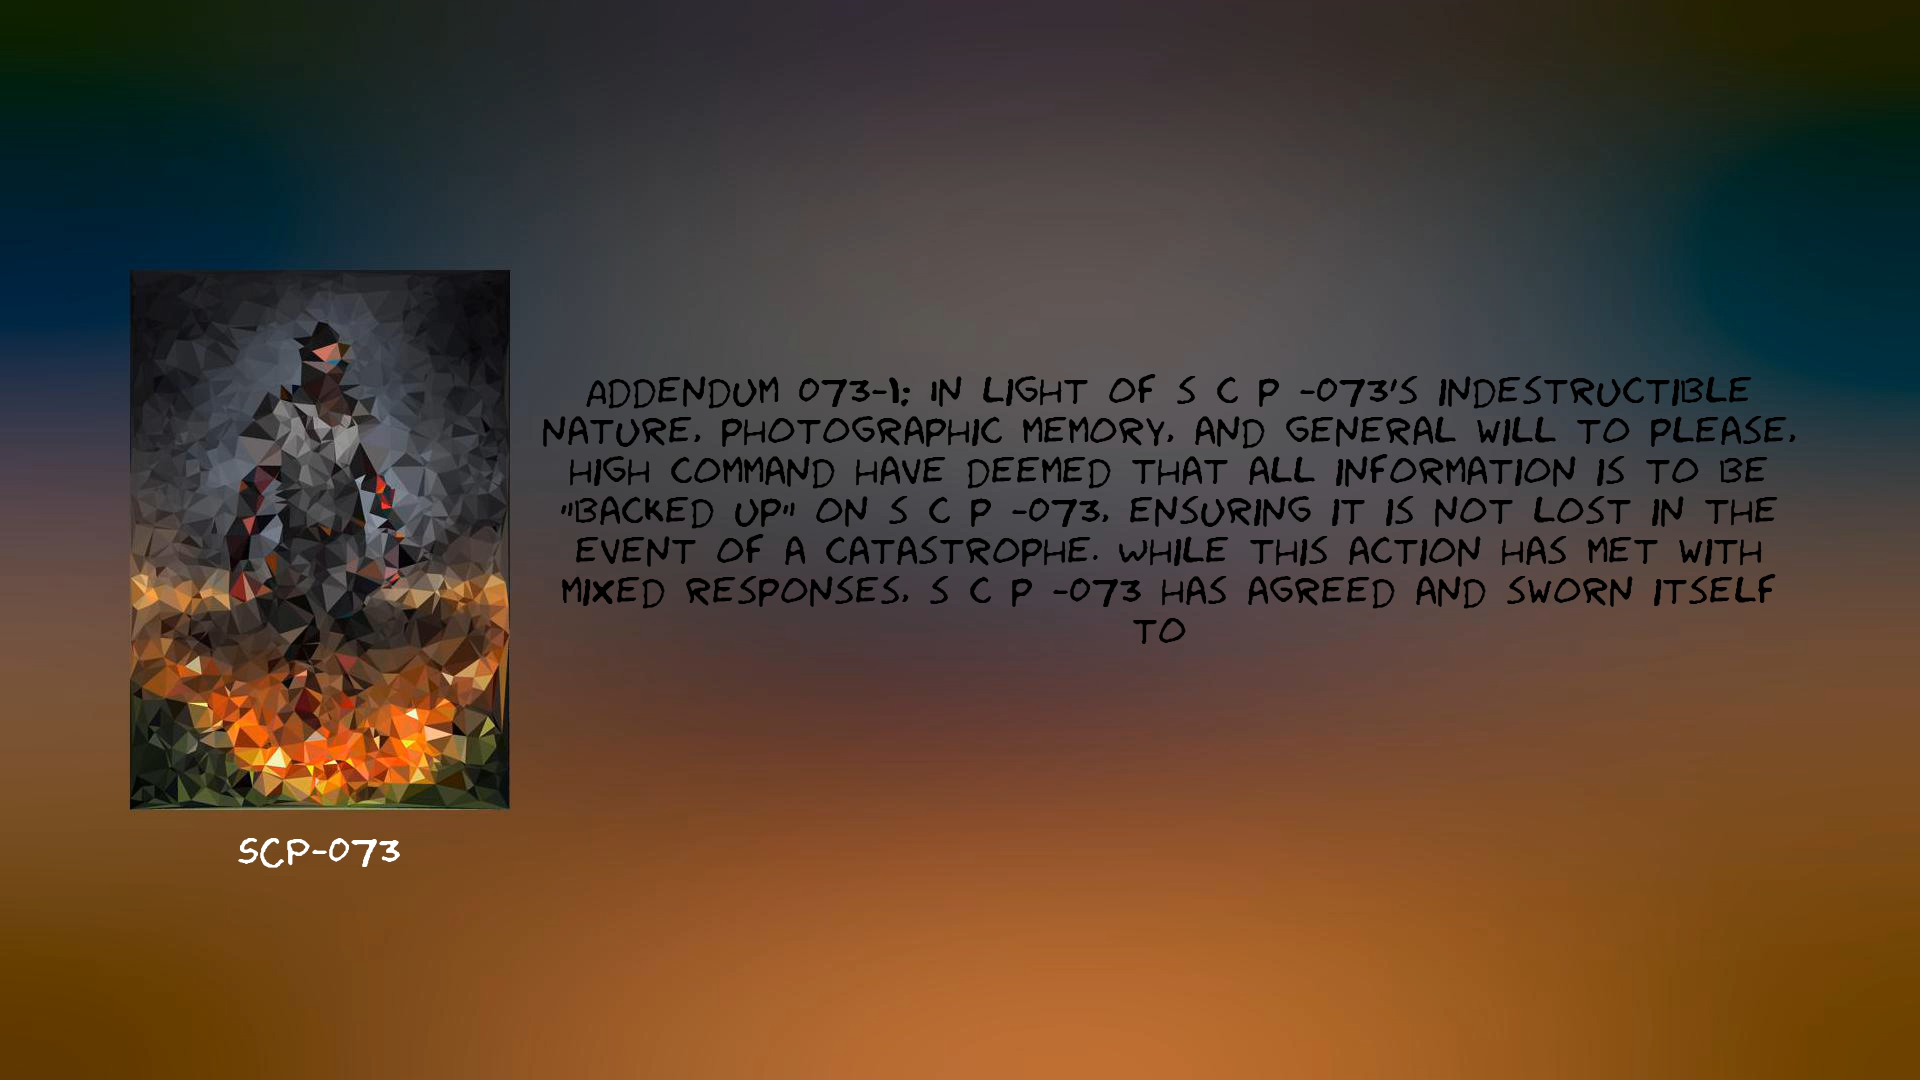 ADDENDUM 073-1: IN LIGHT OF S C P -073'S INDESTRUCTIBLE
NATURE, PHOTOGRAPHIC MEMORY, AND GENERAL WILL TO PLEASE,
HIGH COMMAND HAVE DEEMED THAT ALL INFORMATION IS TO BE
"BACKED UP" ON S C P -073, ENSURING IT IS NOT LOST IN THE
EVENT OF A CATASTROPHE. WHILE THIS ACTION HAS MET WITH
MIXED RESPONSES, S C P -073 HAS AGREED AND SWORN ITSELF
TO
SCP-073